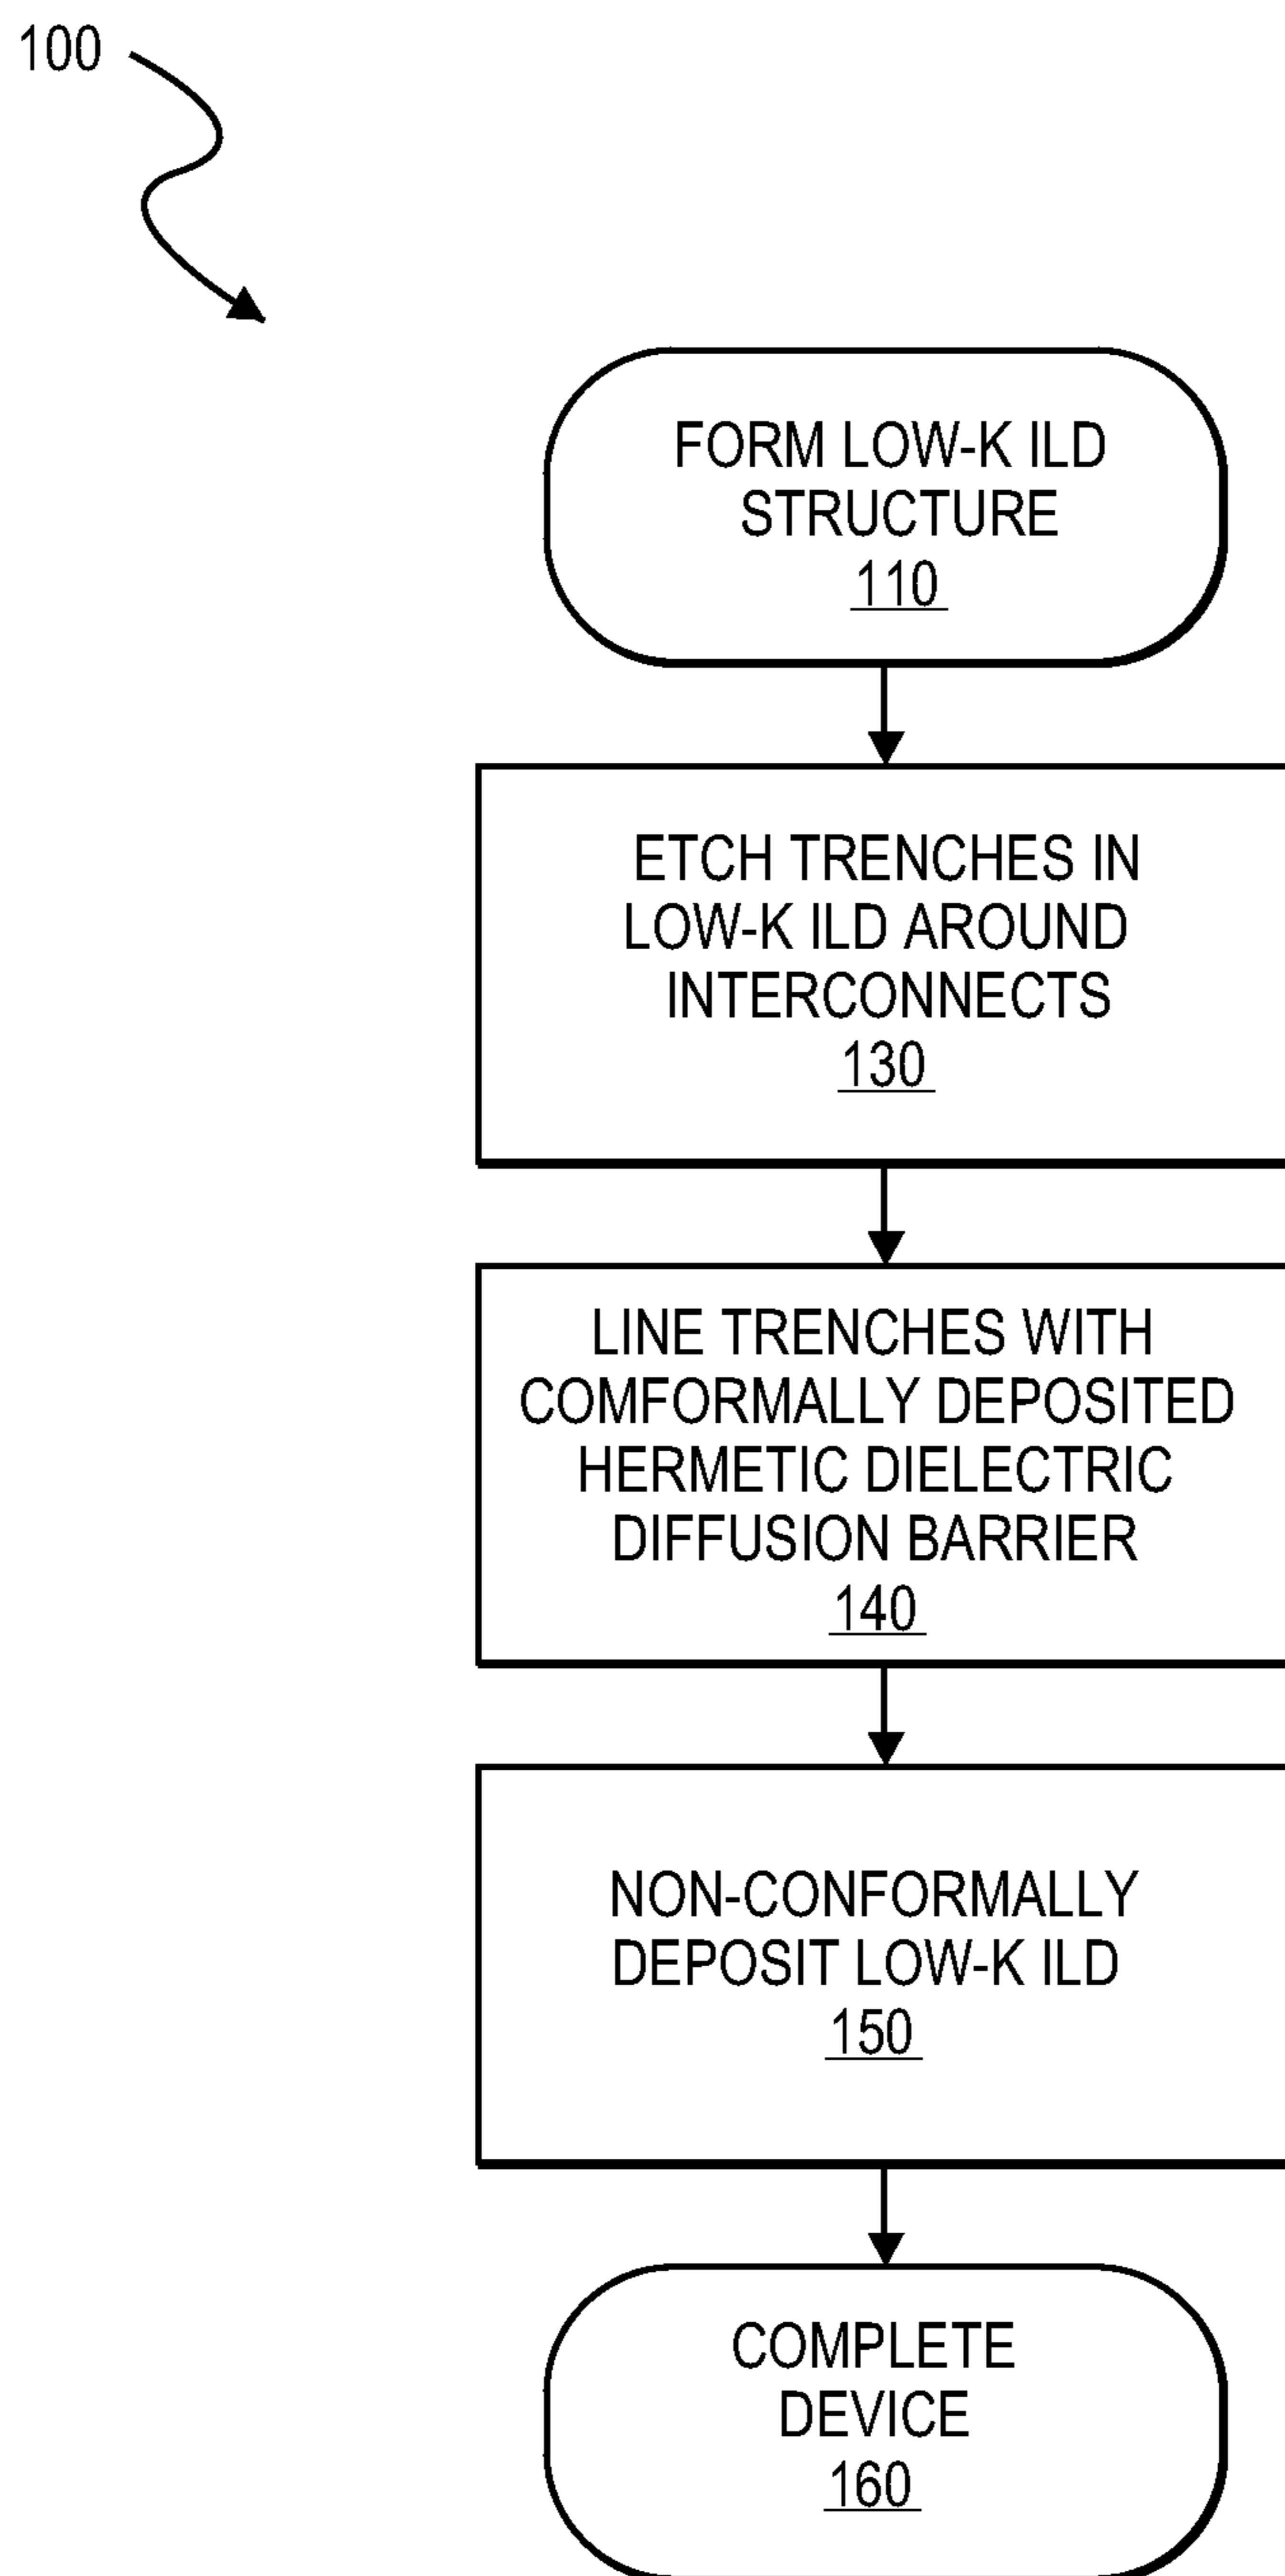 100
FORM LOW-K ILD
STRUCTURE
110
ETCH TRENCHES IN
LOW-K ILD AROUND
INTERCONNECTS
130
LINE TRENCHES WITH
COMFORMALLY DEPOSITED
HERMETIC DIELECTRIC
DIFFUSION BARRIER
140
NON-CONFORMALLY
DEPOSIT LOW-K ILD
150
COMPLETE
DEVICE
160